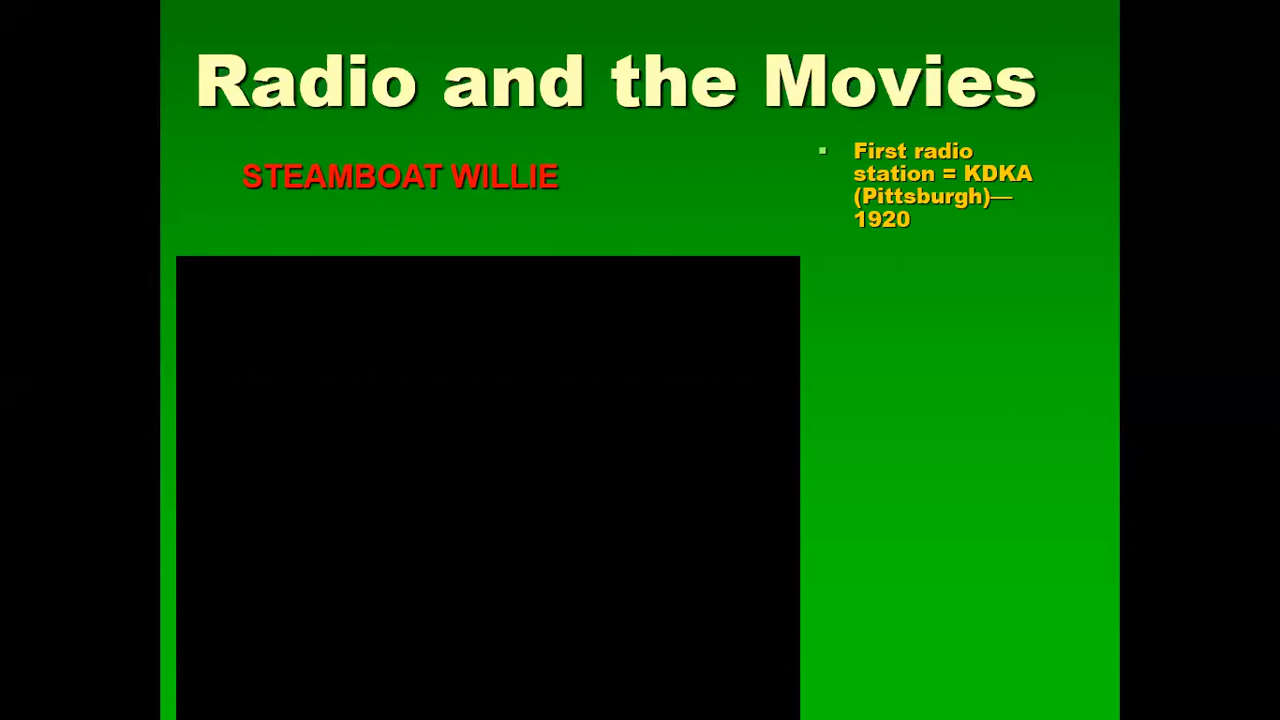 Radio and the Movies
STEAMBOAT WILLIE
▪ First radio
station = KDKA
(Pittsburgh)—
1920